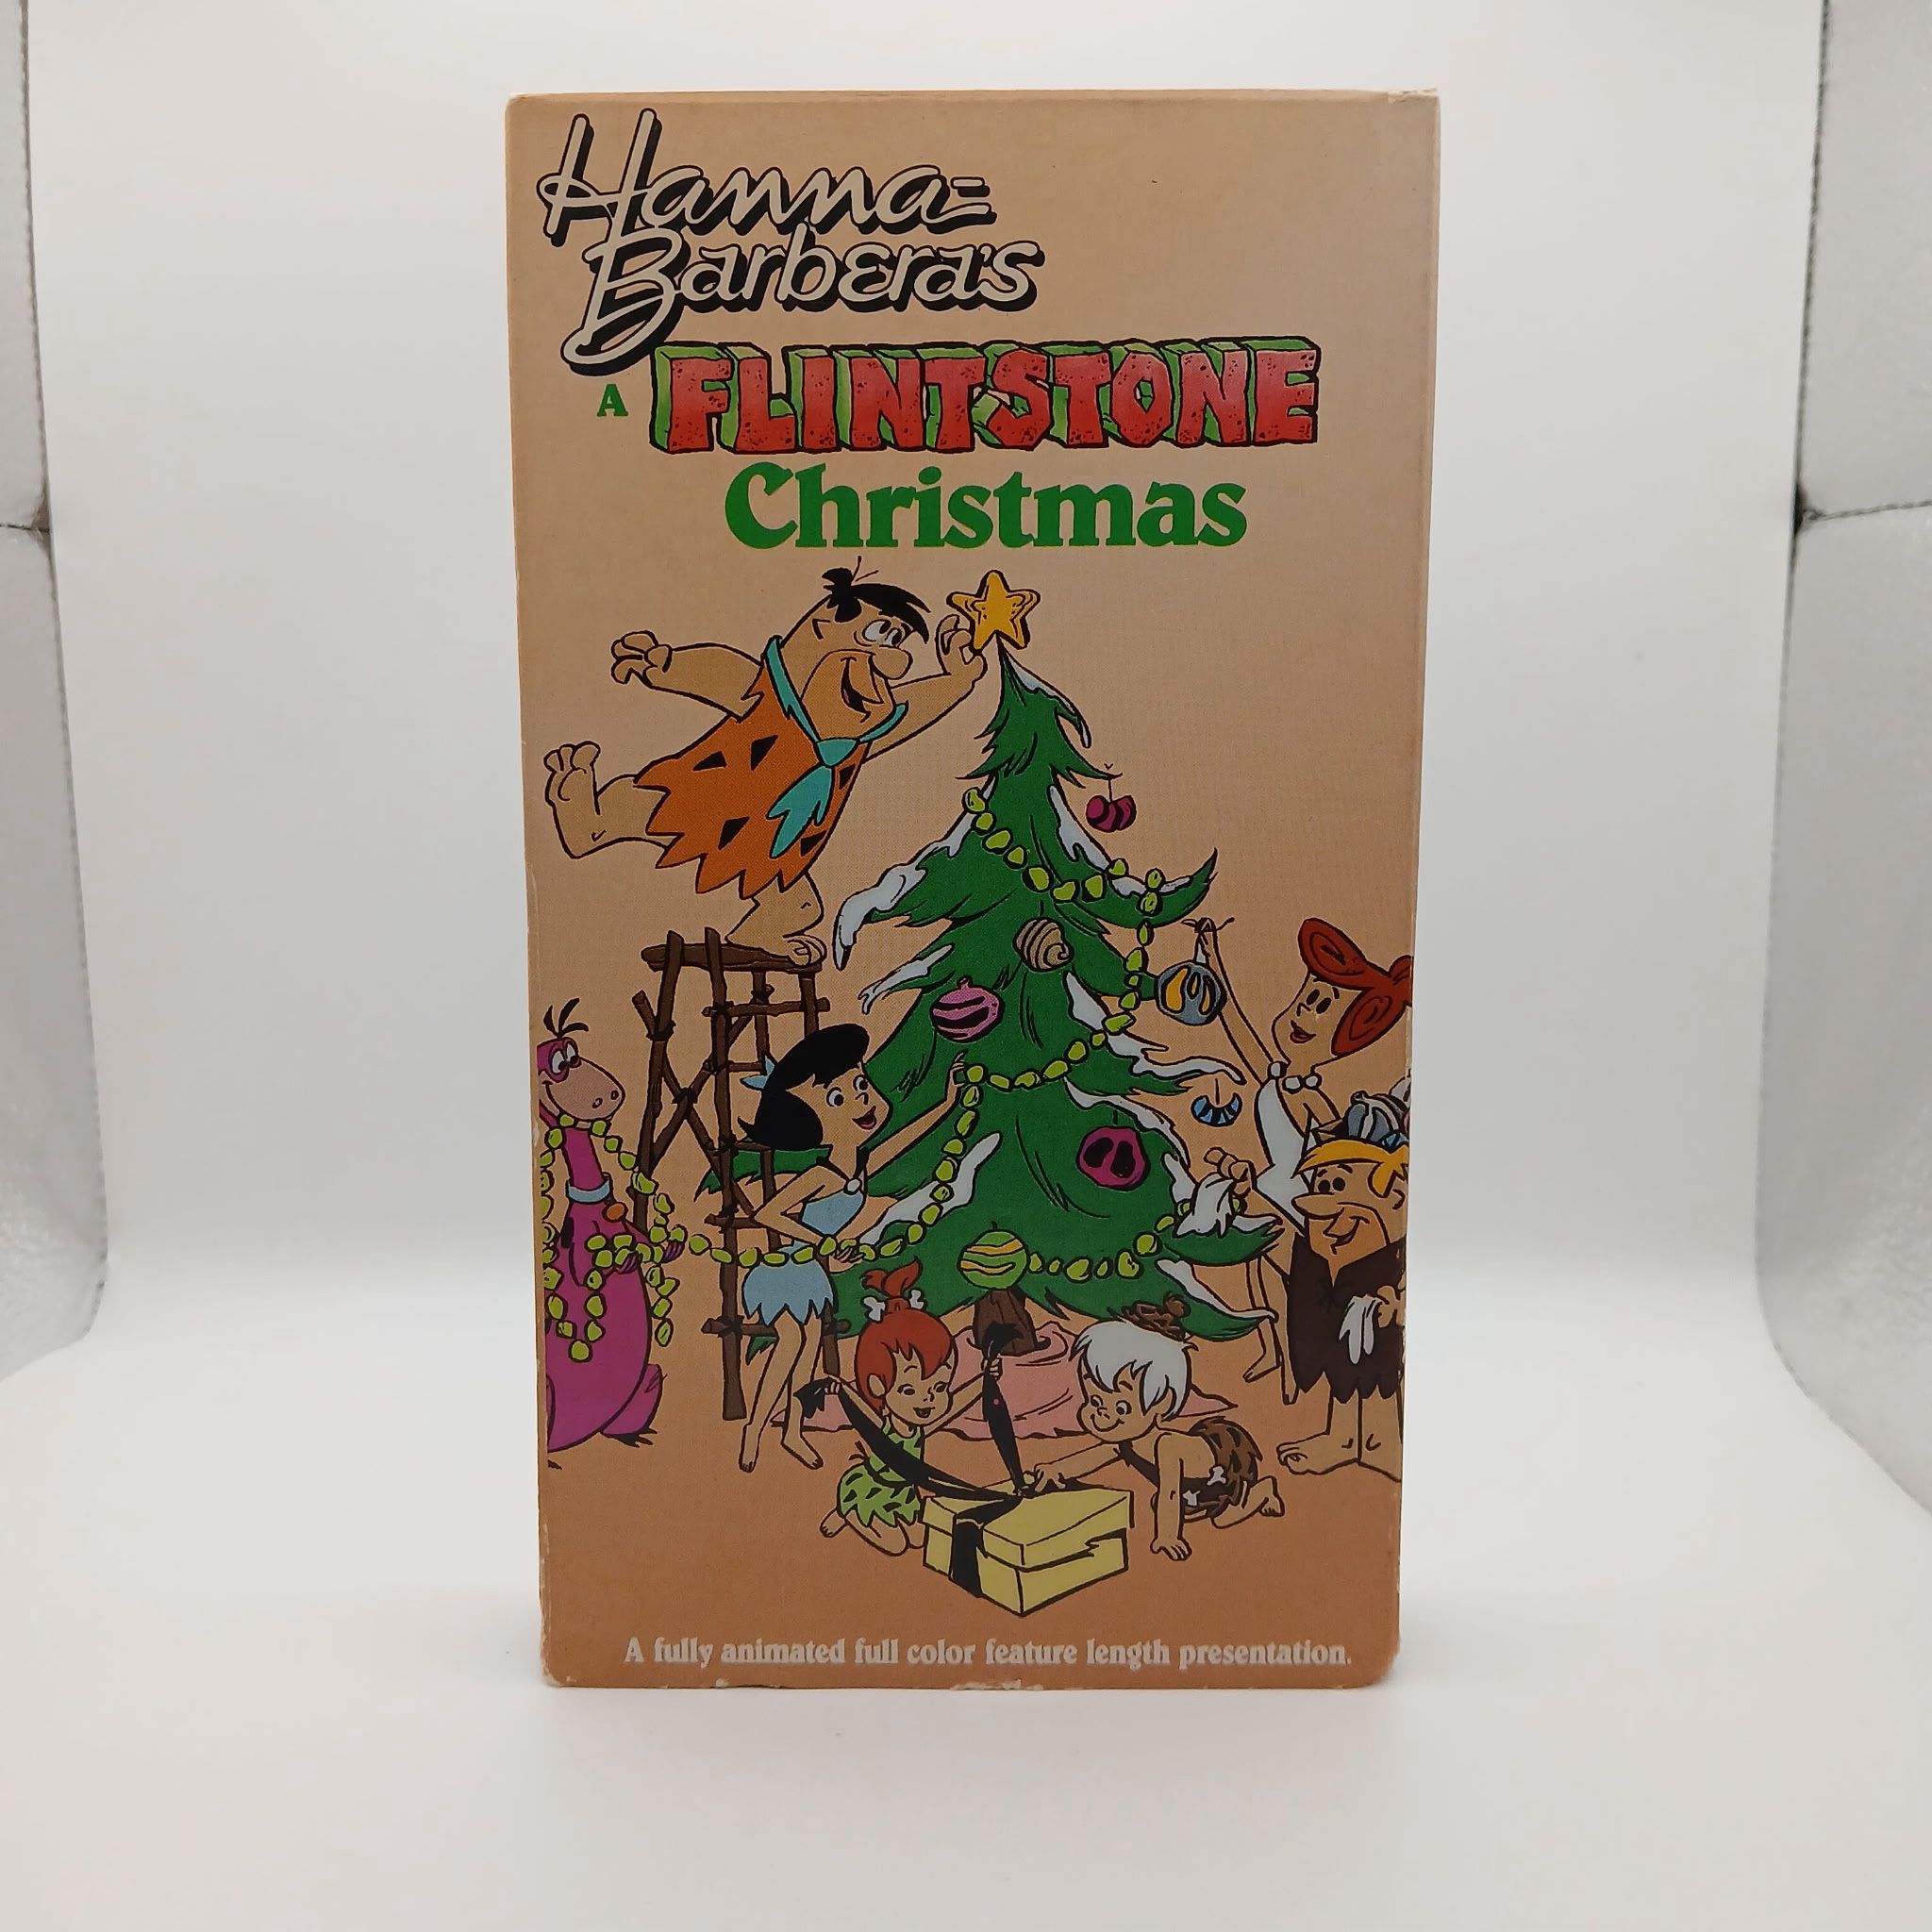 Hanna-
Barbera's
A FLINTSTONE
Christmas
A fully animated full color feature length presentation.